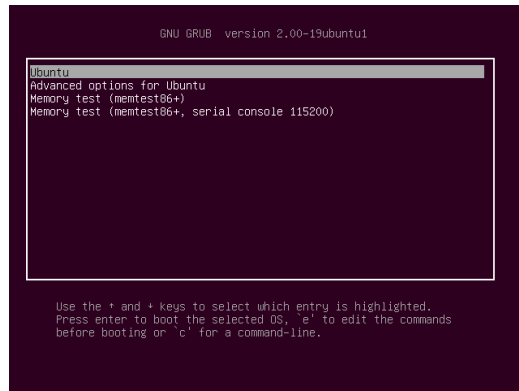 GNU GRUB  version 2.00-19ubuntu1
Ubuntu
Advanced options for Ubuntu
Memory test (memtest86+)
Memory test (memtest86+, serial console 115200)
Use the ↑ and ↓ keys to select which entry is highlighted.
Press enter to boot the selected OS, `e' to edit the commands
before booting or `c' for a command-line.